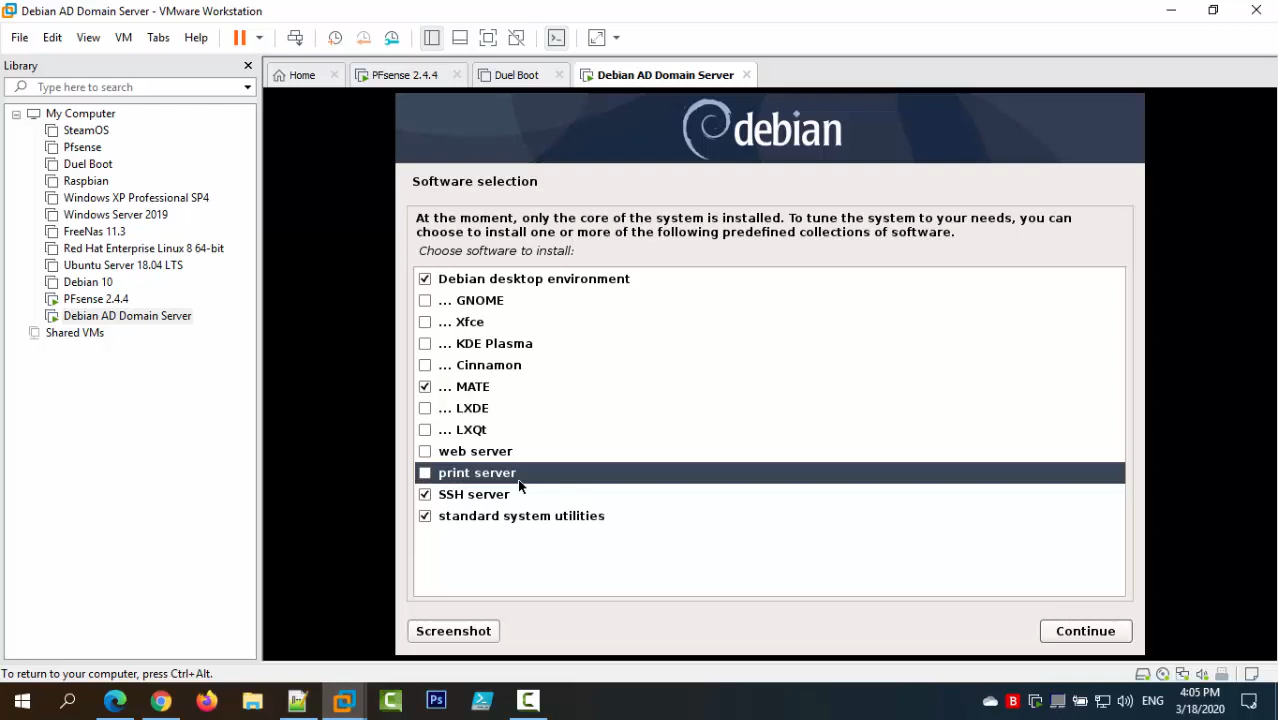 Debian AD Domain Server - VMware Workstation
File Edit View VM Tabs Help
Library
Type here to search
My Computer
SteamOS
Pfsense
Duel Boot
Raspbian
Windows XP Professional SP4
Windows Server 2019
FreeNas 11.3
Red Hat Enterprise Linux 8 64-bit
Ubuntu Server 18.04 LTS
Debian 10
PFsense 2.4.4
Debian AD Domain Server
Shared VMs
Home PFsense 2.4.4 Duel Boot Debian AD Domain Server
debian
Software selection
At the moment, only the core of the system is installed. To tune the system to your needs, you can
choose to install one or more of the following predefined collections of software.
Choose software to install:
Debian desktop environment
... GNOME
... Xfce
... KDE Plasma
... Cinnamon
... MATE
... LXDE
... LXQt
web server
print server
SSH server
standard system utilities
Screenshot Continue
To return to your computer, press Ctrl+Alt.
C Ps C B ENG 4:05 PM
3/18/2020